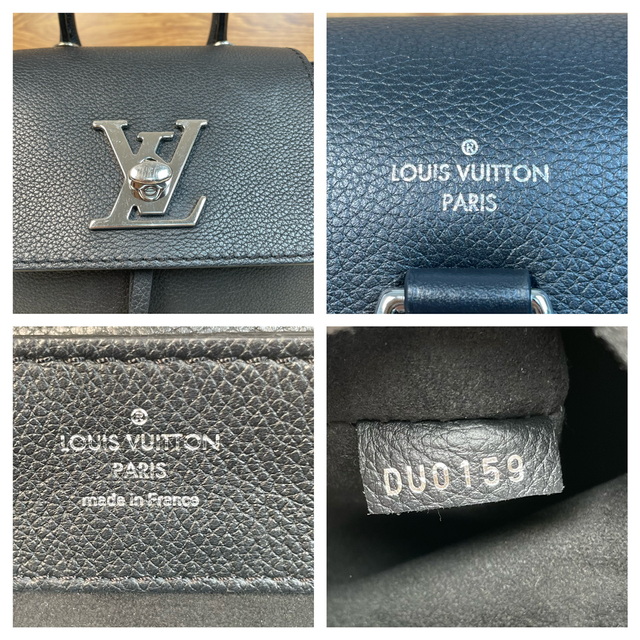 LV
®
LOUIS VUITTON
PARIS
®
LOUIS VUITTON
PARIS
made in France
DU0159